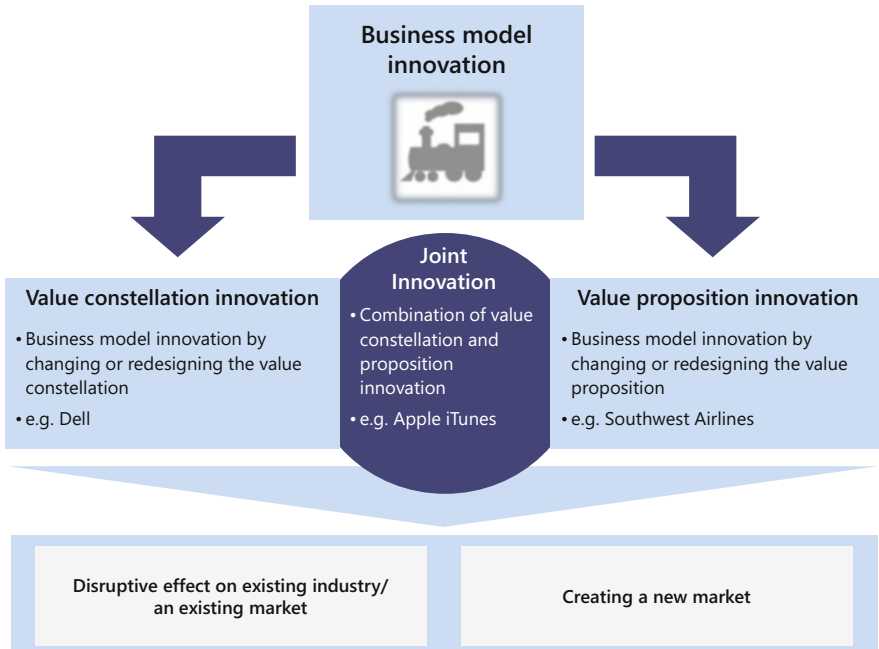 Business model
innovation
Value constellation innovation
• Business model innovation by
changing or redesigning the value
constellation
• e.g. Dell
Joint
Innovation
• Combination of value
constellation and
proposition
innovation
• e.g. Apple iTunes
Value proposition innovation
• Business model innovation by
changing or redesigning the value
proposition
• e.g. Southwest Airlines
Disruptive effect on existing industry/
an existing market
Creating a new market